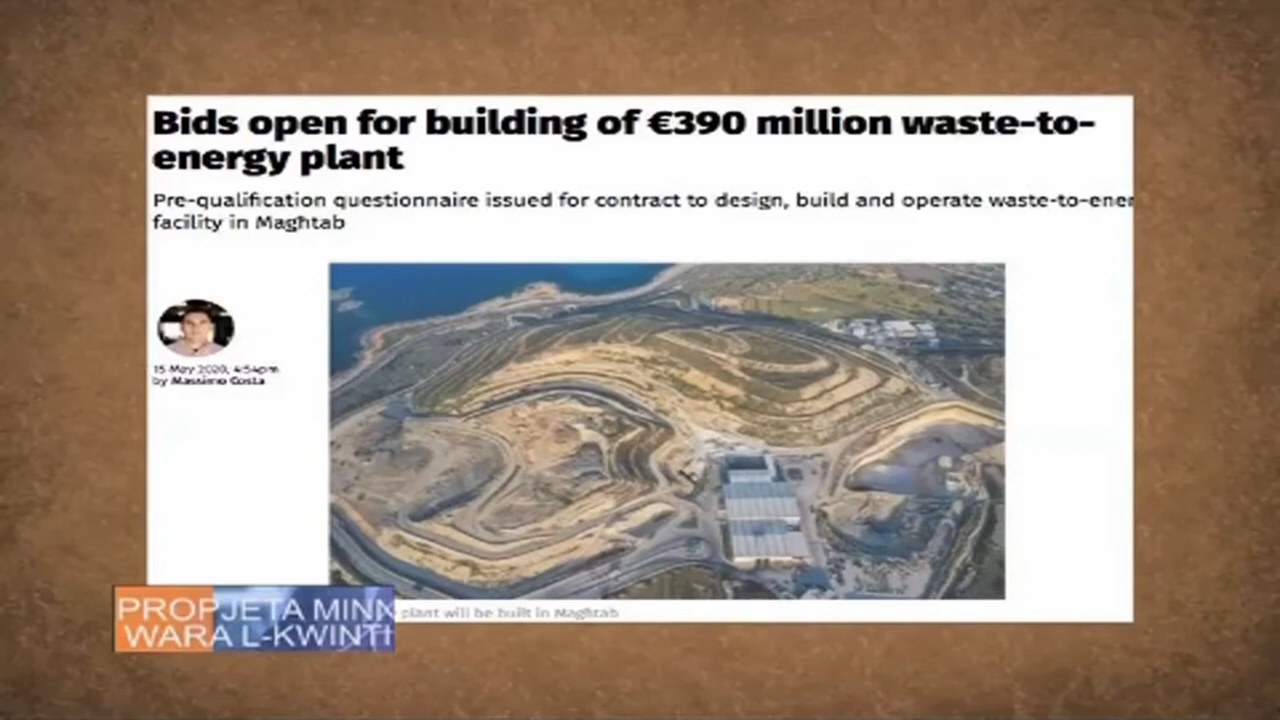 Bids open for building of €390 million waste-to-
energy plant
Pre-qualification questionnaire issued for contract to design, build and operate waste-to-ener
facility in Magħtab
15 May 2020, 4:54pm
by Massimo Costa
plant will be built in Magħtab
PROPJETA MINN
WARA L-KWINTI